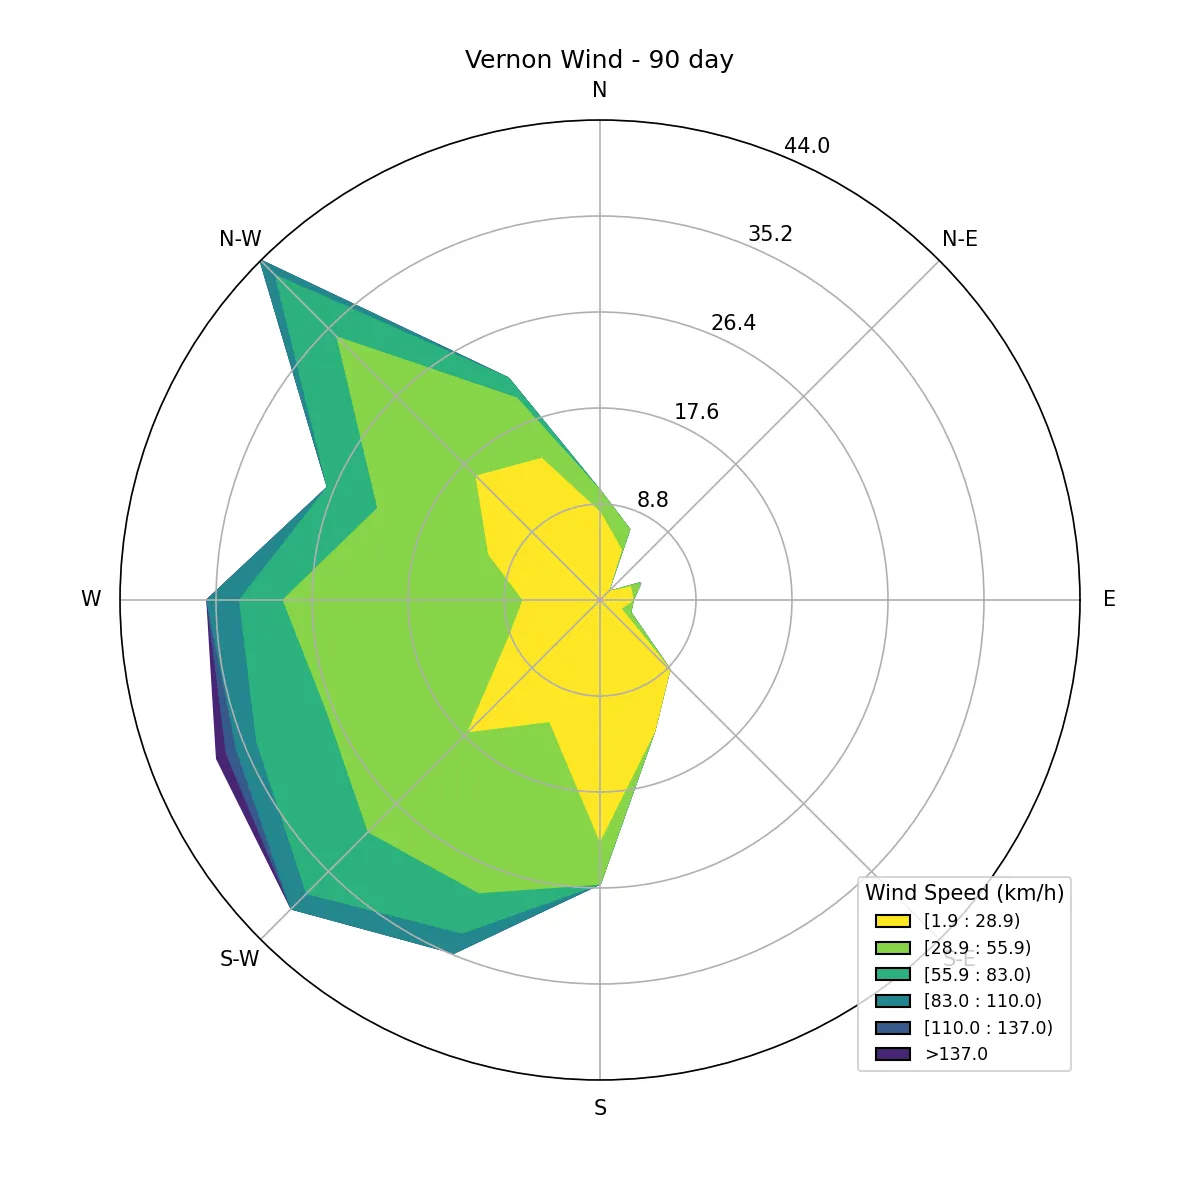 Vernon Wind - 90 day
N
44.0
N-W
35.2
N-E
26.4
17.6
8.8
W
E
S-W
S-E
S
Wind Speed (km/h)
[1.9 : 28.9)
[28.9 : 55.9)
[55.9 : 83.0)
[83.0 : 110.0)
[110.0 : 137.0)
>137.0